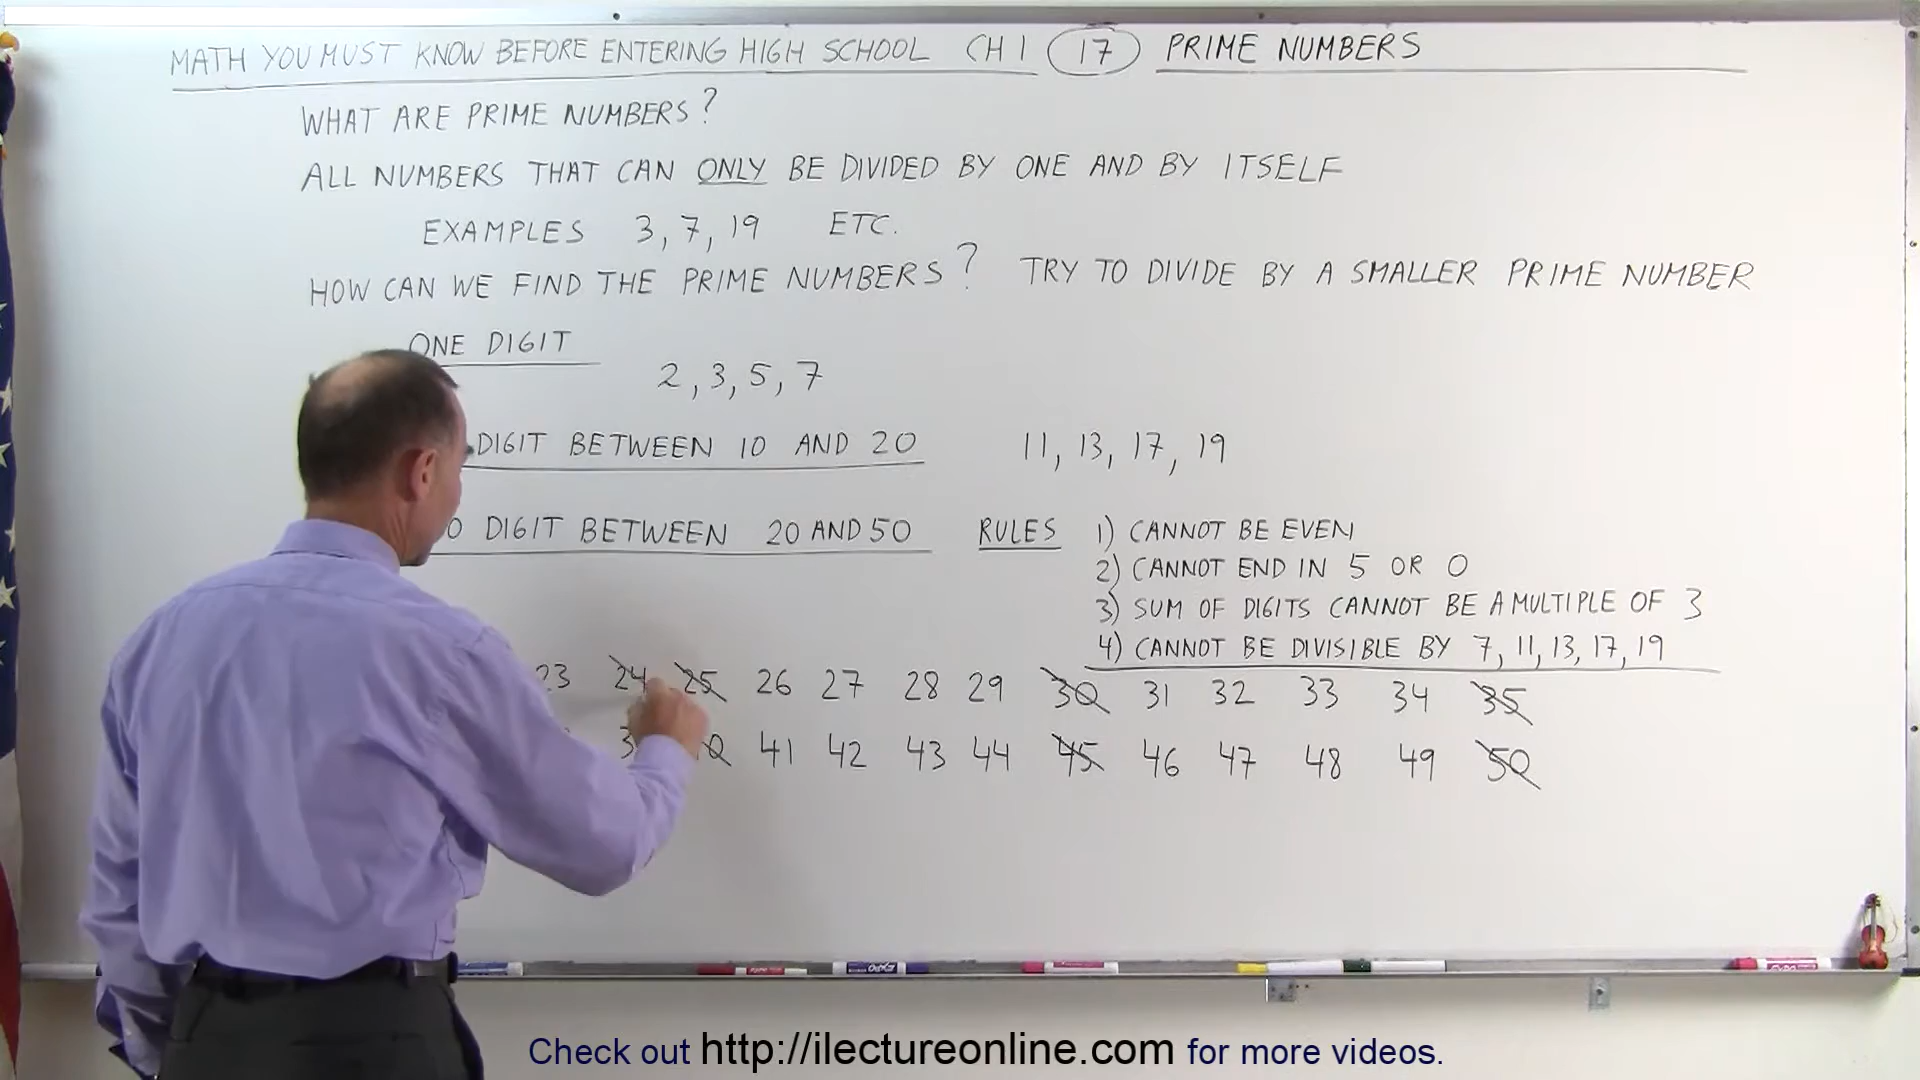 MATH YOU MUST KNOW BEFORE ENTERING HIGH SCHOOL CH 1 17 PRIME NUMBERS
WHAT ARE PRIME NUMBERS?
ALL NUMBERS THAT CAN ONLY BE DIVIDED BY ONE AND BY ITSELF
EXAMPLES 3, 7, 19 ETC.
HOW CAN WE FIND THE PRIME NUMBERS? TRY TO DIVIDE BY A SMALLER PRIME NUMBER
ONE DIGIT
2, 3, 5, 7
DIGIT BETWEEN 10 AND 20 11, 13, 17, 19
DIGIT BETWEEN 20 AND 50 RULES 1) CANNOT BE EVEN
2) CANNOT END IN 5 OR 0
3) SUM OF DIGITS CANNOT BE A MULTIPLE OF 3
4) CANNOT BE DIVISIBLE BY 7, 11, 13, 17, 19
23 24 25 26 27 28 29 30 31 32 33 34 35
41 42 43 44 45 46 47 48 49 50
Check out http://ilectureonline.com for more videos.